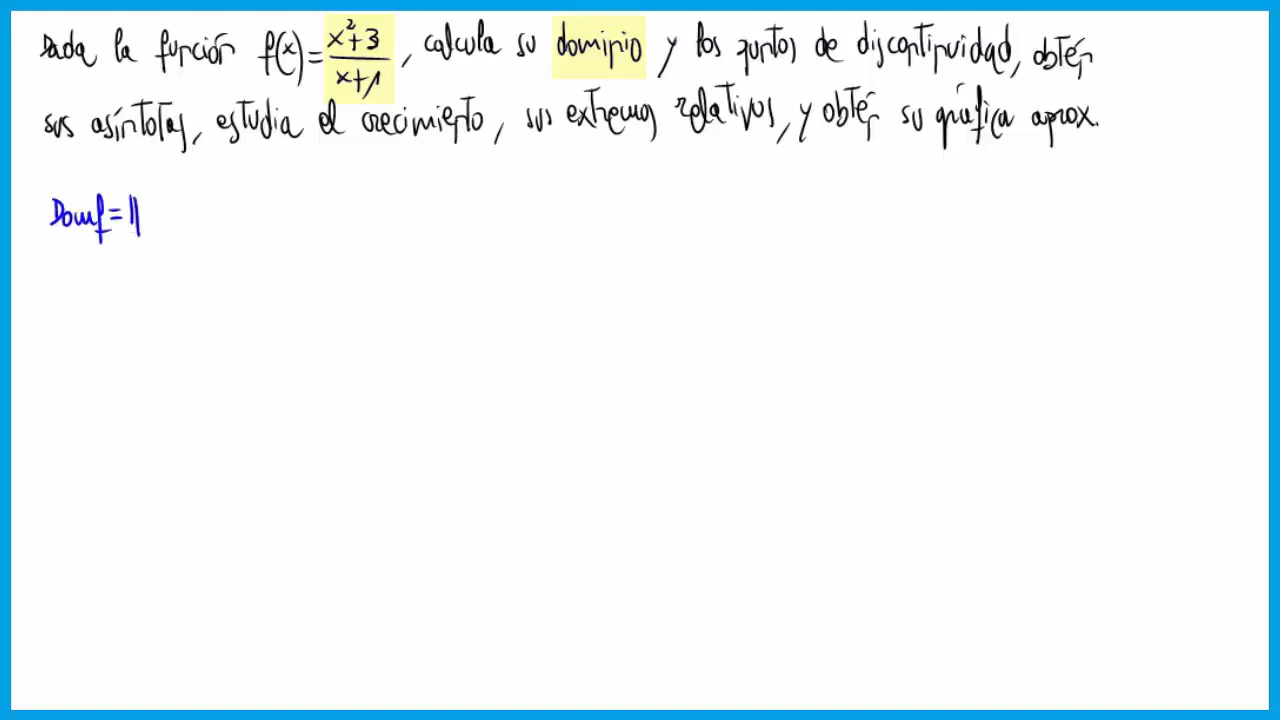 Dada la función f(x) = (x²+3)/(x+1), calcula su dominio y los puntos de discontinuidad, obtén
sus asíntotas, estudia el crecimiento, sus extremos relativos, y obtén su gráfica aprox.
Domf =